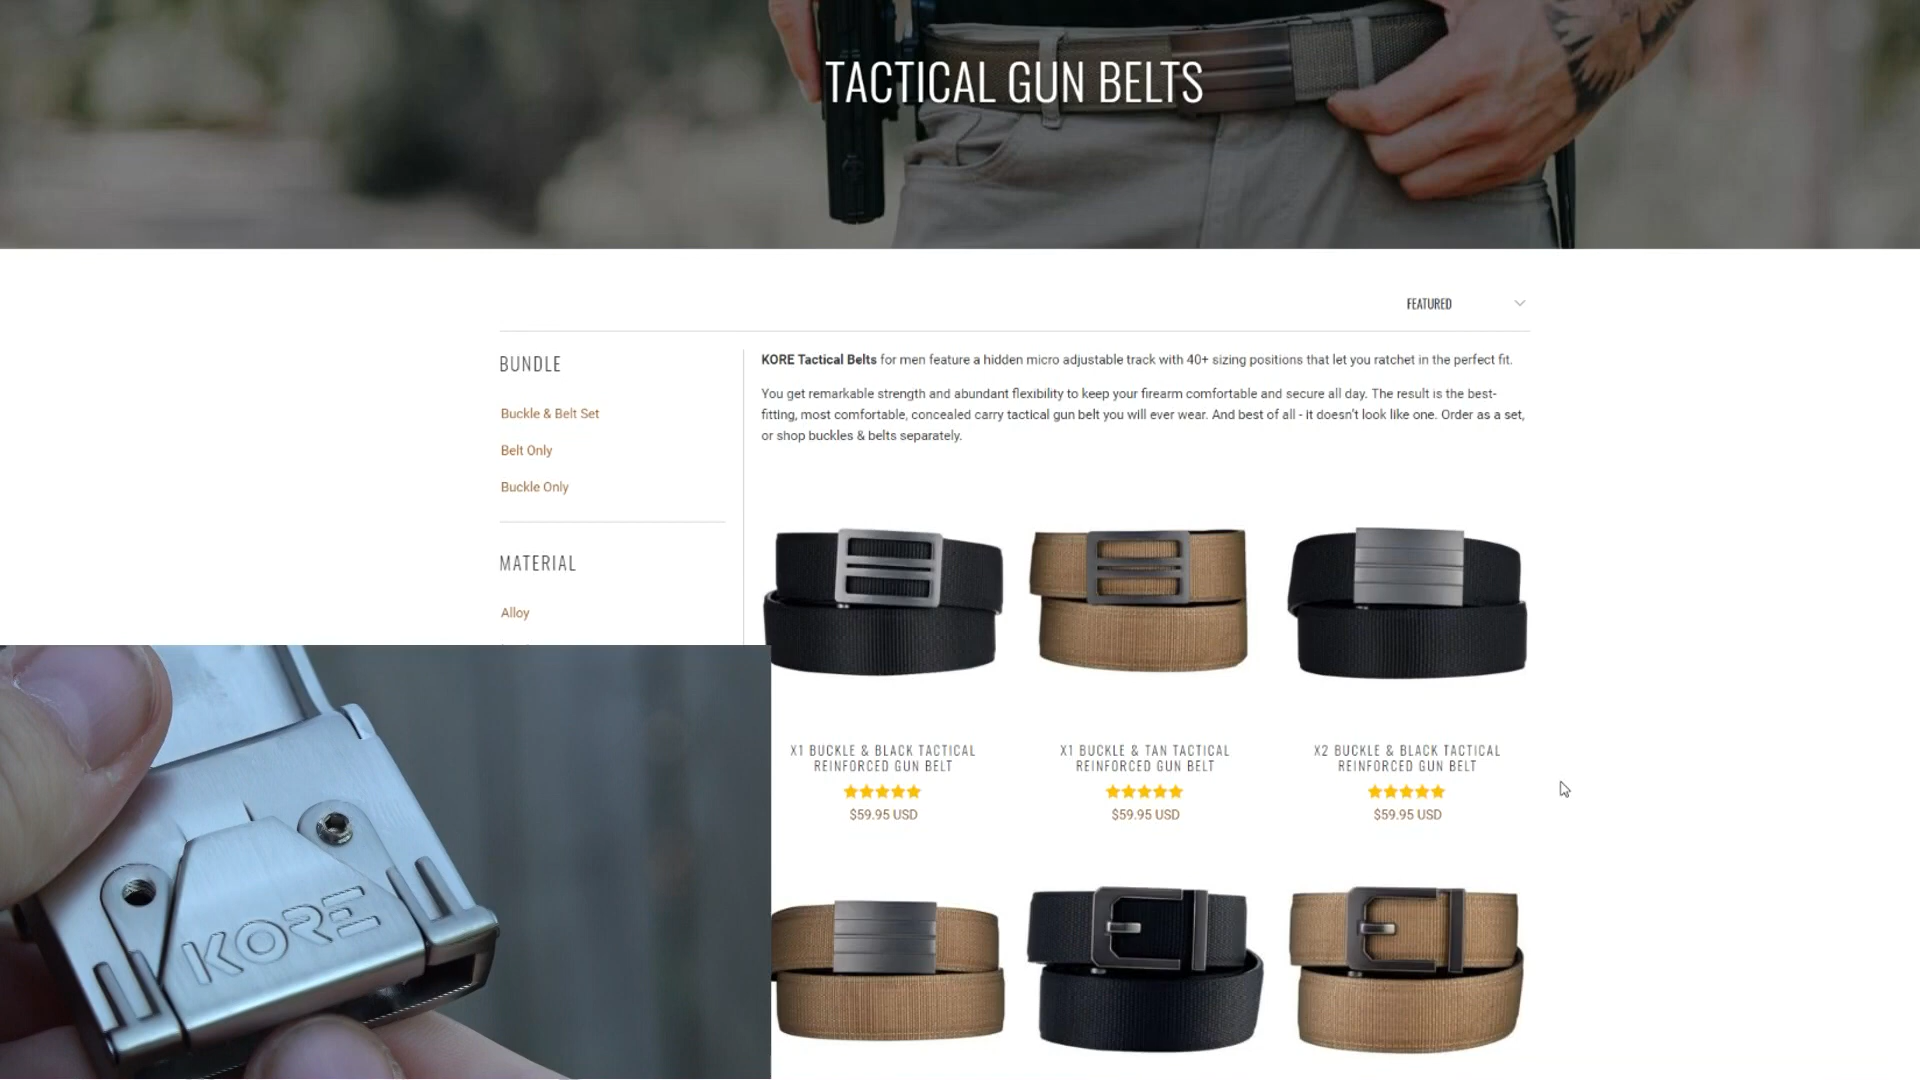 TACTICAL GUN BELTS
FEATURED
BUNDLE
Buckle & Belt Set
Belt Only
Buckle Only
MATERIAL
Alloy
KORE Tactical Belts for men feature a hidden micro adjustable track with 40+ sizing positions that let you ratchet in the perfect fit.
You get remarkable strength and abundant flexibility to keep your firearm comfortable and secure all day. The result is the best-
fitting, most comfortable, concealed carry tactical gun belt you will ever wear. And best of all - it doesn't look like one. Order as a set,
or shop buckles & belts separately.
X1 BUCKLE & BLACK TACTICAL
REINFORCED GUN BELT
$59.95 USD
X1 BUCKLE & TAN TACTICAL
REINFORCED GUN BELT
$59.95 USD
X2 BUCKLE & BLACK TACTICAL
REINFORCED GUN BELT
$59.95 USD
KORE